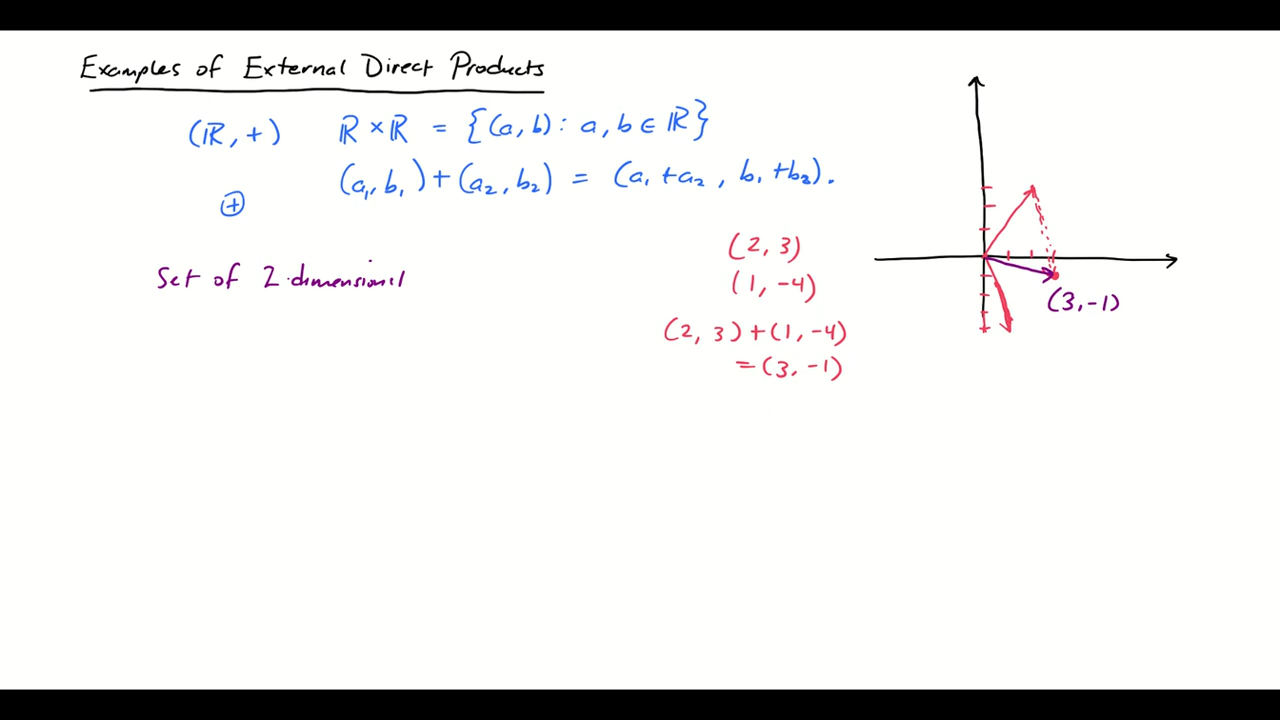 Examples of External Direct Products
(ℝ, +) ℝ × ℝ = {(a, b) : a, b ∈ ℝ}
(a₁, b₁) + (a₂, b₂) = (a₁ + a₂, b₁ + b₂).
⊕
(2, 3)
Set of 2-dimensional
(1, -4)
(3, -1)
(2, 3) + (1, -4)
= (3, -1)